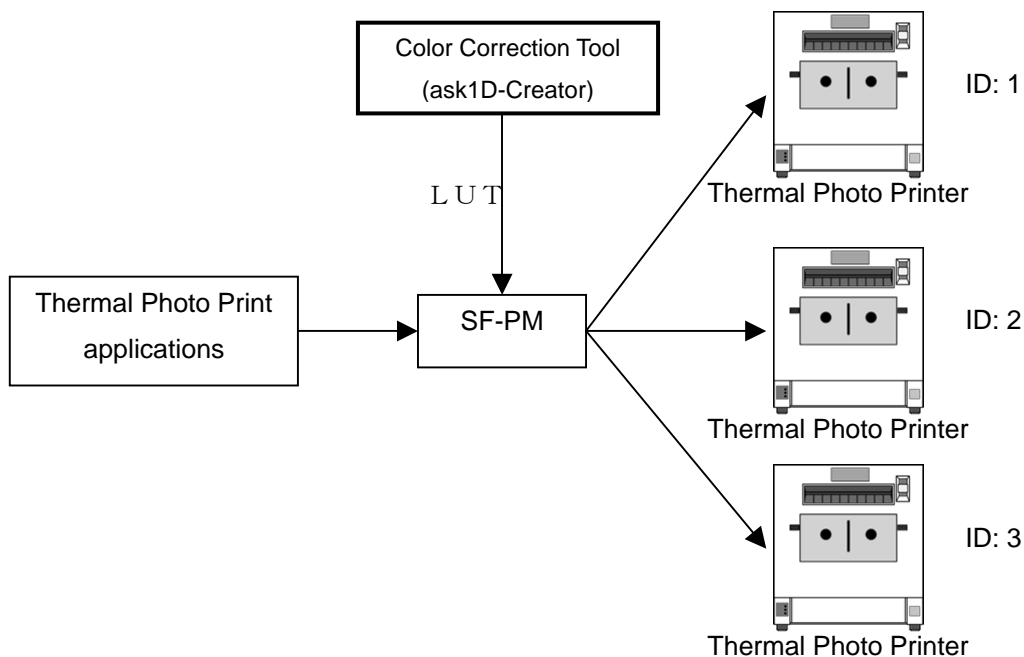 Color Correction Tool
(ask1D-Creator)
ID: 1
Thermal Photo Printer
LUT
Thermal Photo Print
applications
SF-PM
ID: 2
Thermal Photo Printer
ID: 3
Thermal Photo Printer